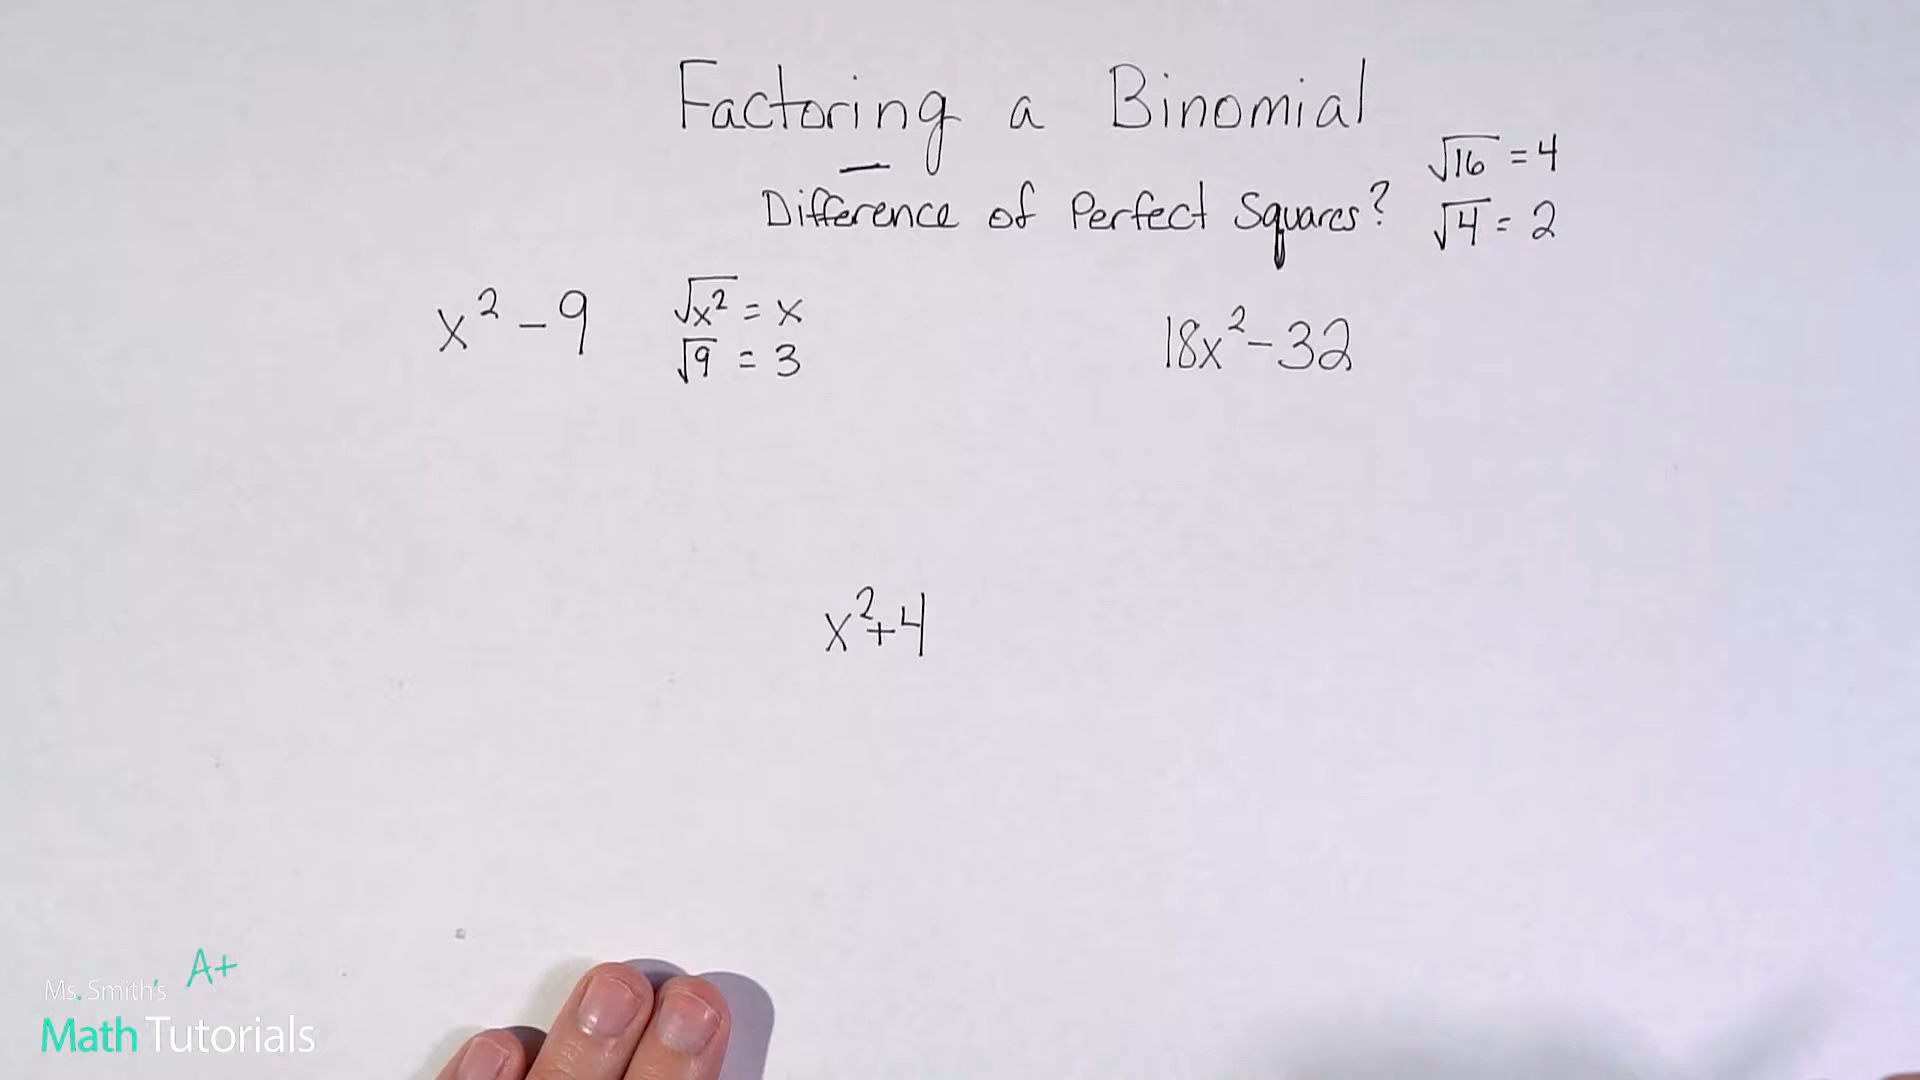 Factoring a Binomial
Difference of Perfect Squares?
√16 = 4
√4 = 2
x² - 9
√x² = x
√9 = 3
18x² - 32
x² + 4
A+
Ms. Smith's
Math Tutorials